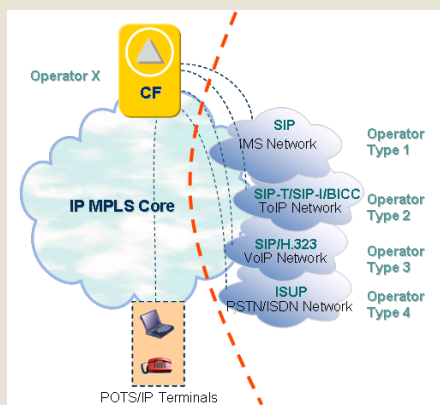 Operator X
CF
IP MPLS Core
SIP
IMS Network
Operator
Type 1
SIP-T/SIP-I/BICC
ToIP Network
Operator
Type 2
SIP/H.323
VoIP Network
Operator
Type 3
ISUP
PSTN/ISDN Network
Operator
Type 4
POTS/IP Terminals